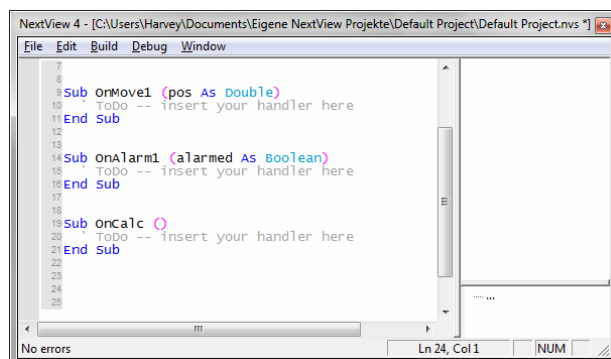 NextView 4 - [C:\Users\Harvey\Documents\Eigene NextView Projekte\Default Project\Default Project.nvs *]
File Edit Build Debug Window
7
8
9 Sub OnMove1 (pos As Double)
10 ' ToDo -- insert your handler here
11 End Sub
12
13
14 Sub OnAlarm1 (alarmed As Boolean)
15 ' ToDo -- insert your handler here
16 End Sub
17
18
19 Sub OnCalc ()
20 ' ToDo -- insert your handler here
21 End Sub
22
23
24
25
...
No errors Ln 24, Col 1 NUM